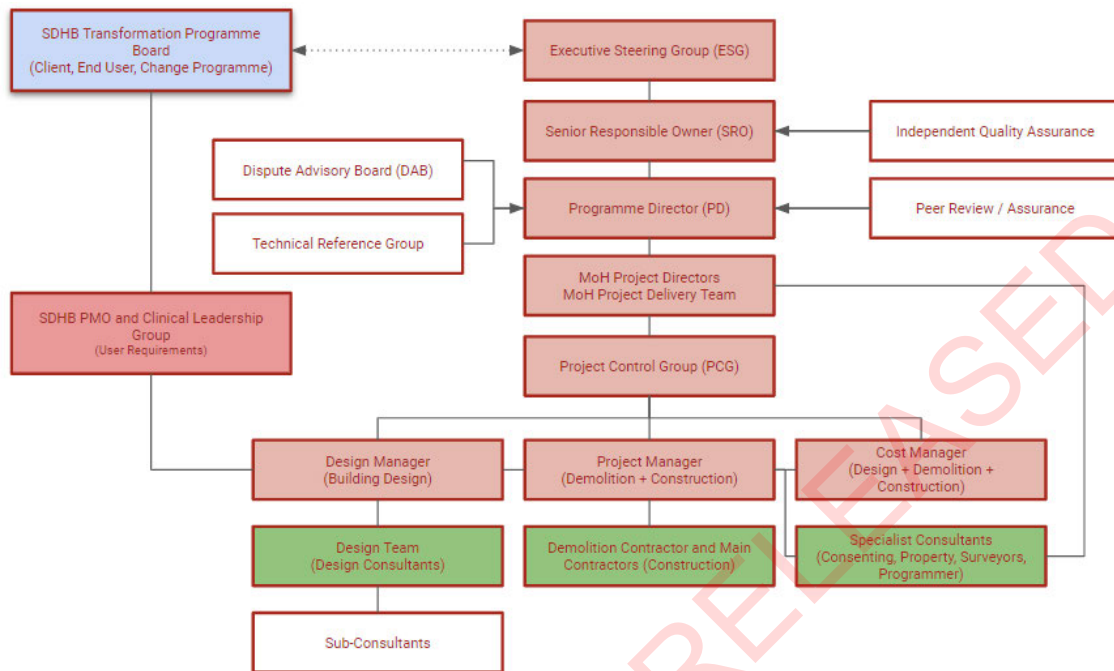 SDHB Transformation Programme
Board
(Client, End User, Change Programme)
Executive Steering Group (ESG)
Senior Responsible Owner (SRO)
Independent Quality Assurance
Dispute Advisory Board (DAB)
Programme Director (PD)
Peer Review / Assurance
Technical Reference Group
MoH Project Directors
MoH Project Delivery Team
SDHB PMO and Clinical Leadership
Group
(User Requirements)
Project Control Group (PCG)
Design Manager
(Building Design)
Project Manager
(Demolition + Construction)
Cost Manager
(Design + Demolition +
Construction)
Design Team
(Design Consultants)
Demolition Contractor and Main
Contractors (Construction)
Specialist Consultants
(Consenting, Property, Surveyors,
Programmer)
Sub-Consultants
RELEASED